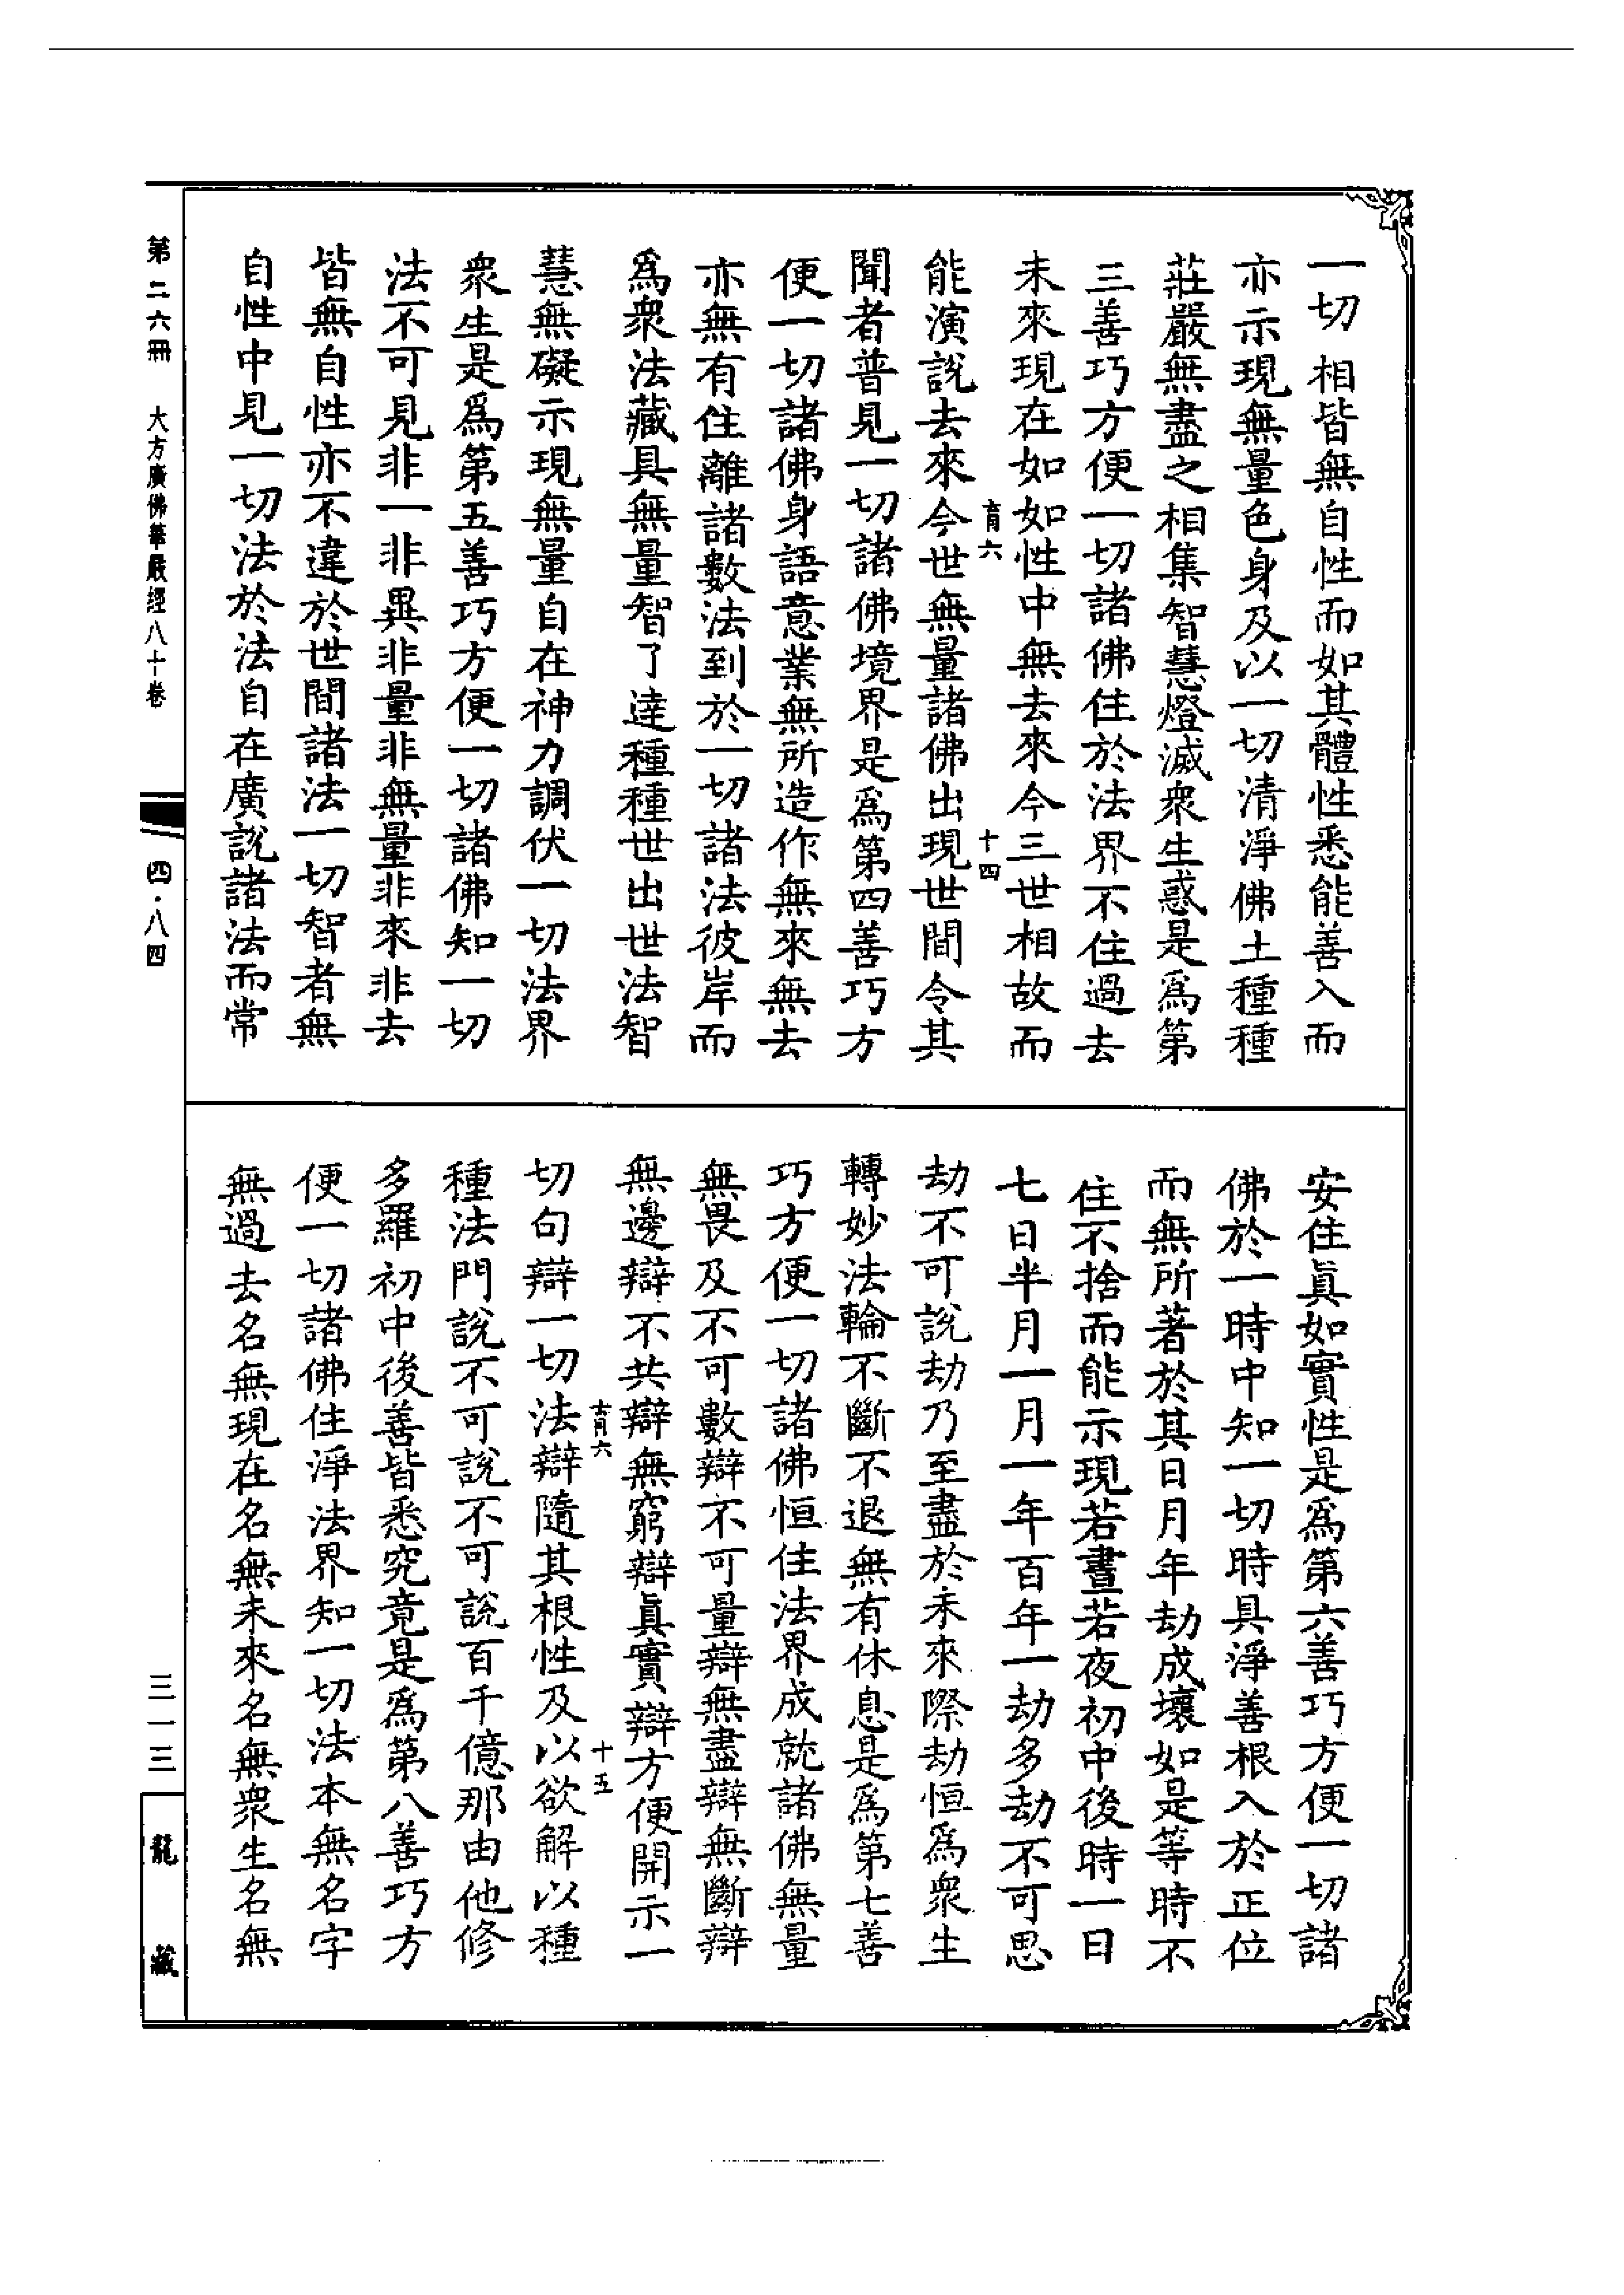 一切相皆無自性而如其體性悉能善入而
亦示現無量色身及以一切清淨佛土種種
莊嚴無盡之相集智慧燈滅衆生惑是爲第
三善巧方便一切諸佛住於法界不住過去
未來現在如如性中無去來今三世相故而
育六
十四
能演說去來今世無量諸佛出現世間令其
聞者普見一切諸佛境界是爲第四善巧方
便一切諸佛身語意業無所造作無來無去
亦無有住離諸數法到於一切諸法彼岸而
爲衆法藏具無量智了達種種世出世法智
慧無礙示現無量自在神力調伏一切法界
衆生是爲第五善巧方便一切諸佛知一切
法不可見非一非異非量非無量非來非去
皆無自性亦不違於世間諸法一切智者無
自性中見一切法於法自在廣說諸法而常
安住眞如實性是爲第六善巧方便一切諸
佛於一時中知一切時具淨善根入於正位
而無所著於其日月年劫成壞如是等時不
住不捨而能示現若晝若夜初中後時一日
七日半月一月一年百年一劫多劫不可思
劫不可說劫乃至盡於未來際劫恒爲衆生
轉妙法輪不斷不退無有休息是爲第七善
巧方便一切諸佛恒住法界成就諸佛無量
無畏及不可數辯不可量辯無盡辯無斷辯
無邊辯不共辯無窮辯眞實辯方便開示一
育六
十五
切句辯一切法辯隨其根性及以欲解以種
種法門說不可說不可說百千億那由他修
多羅初中後善皆悉究竟是爲第八善巧方
便一切諸佛住淨法界知一切法本無名字
無過去名無現在名無未來名無衆生名無
第二六冊 大方廣佛華嚴經八十卷
四·八四
三一三
龍藏